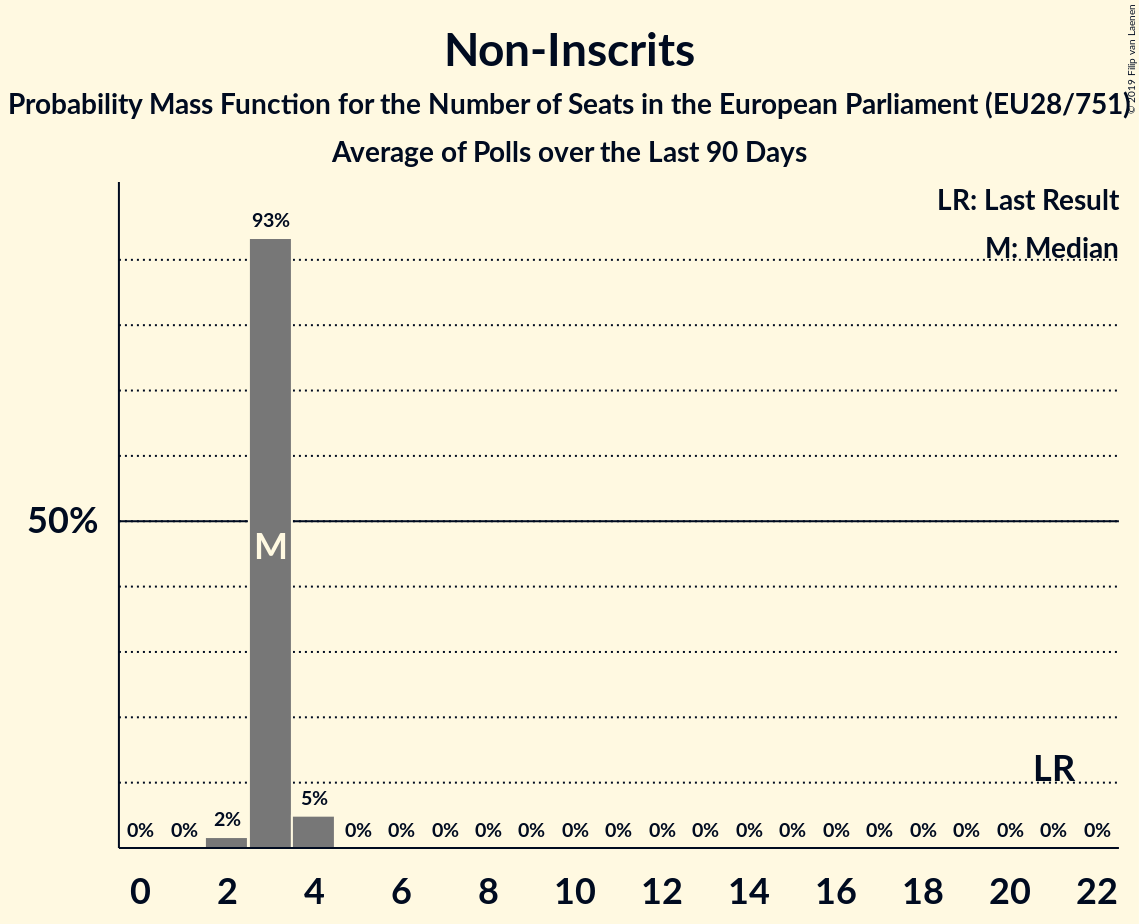 Non-Inscrits
Probability Mass Function for the Number of Seats in the European Parliament (EU28/751)
Average of Polls over the Last 90 Days
© 2019 Filip van Laenen
LR: Last Result
M: Median
93%
50%
M
LR
0% 0% 2% 5% 0% 0% 0% 0% 0% 0% 0% 0% 0% 0% 0% 0% 0% 0% 0% 0% 0% 0%
0 2 4 6 8 10 12 14 16 18 20 22